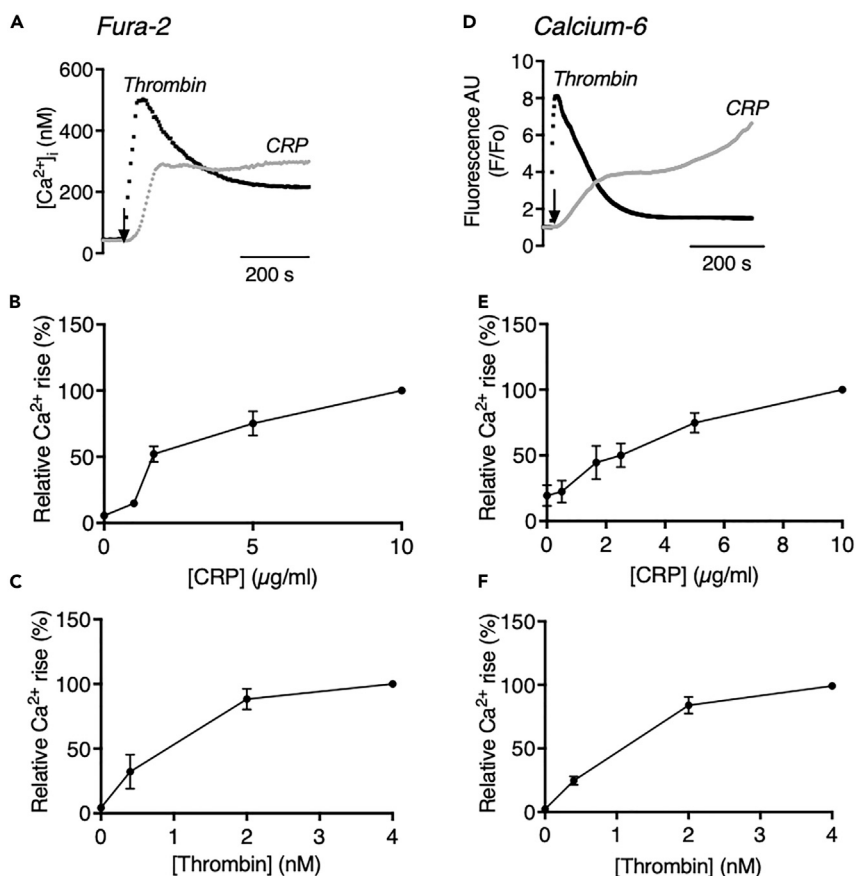 A
Fura-2
600
400
200
0
[Ca²⁺]ᵢ (nM)
Thrombin
CRP
200 s
B
150
100
50
0
Relative Ca²⁺ rise (%)
0
5
10
[CRP] (µg/ml)
C
150
100
50
0
Relative Ca²⁺ rise (%)
0
1
2
3
4
[Thrombin] (nM)
D
Calcium-6
10
8
6
4
2
0
Fluorescence AU
(F/Fo)
Thrombin
CRP
200 s
E
150
100
50
0
Relative Ca²⁺ rise (%)
0
2
4
6
8
10
[CRP] (µg/ml)
F
150
100
50
0
Relative Ca²⁺ rise (%)
0
1
2
3
4
[Thrombin] (nM)